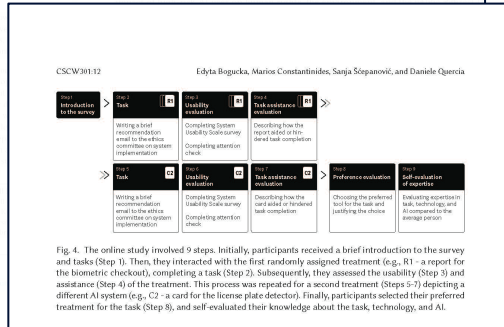 CSCW301:12
Edyta Bogucka, Marios Constantinides, Sanja Šćepanović, and Daniele Quercia
Step 1
Introduction
to the survey
Step 2
Task
R1
Writing a brief
recommendation
email to the ethics
committee on system
implementation
Step 3
Usability
evaluation
R1
Completing System
Usability Scale survey
Completing attention
check
Step 4
Task assistance
evaluation
R1
Describing how the
report aided or hin-
dered task completion
Step 5
Task
C2
Writing a brief
recommendation
email to the ethics
committee on system
implementation
Step 6
Usability
evaluation
C2
Completing System
Usability Scale survey
Completing attention
check
Step 7
Task assistance
evaluation
C2
Describing how the
card aided or hindered
task completion
Step 8
Preference evaluation
Choosing the preferred
tool for the task and
justifying the choice
Step 9
Self-evaluation
of expertise
Evaluating expertise in
task, technology, and
AI compared to the
average person
Fig. 4. The online study involved 9 steps. Initially, participants received a brief introduction to the survey
and tasks (Step 1). Then, they interacted with the first randomly assigned treatment (e.g., R1 - a report for
the biometric checkout), completing a task (Step 2). Subsequently, they assessed the usability (Step 3) and
assistance (Step 4) of the treatment. This process was repeated for a second treatment (Steps 5-7) depicting
a different AI system (e.g., C2 - a card for the license plate detector). Finally, participants selected their preferred
treatment for the task (Step 8), and self-evaluated their knowledge about the task, technology, and AI.